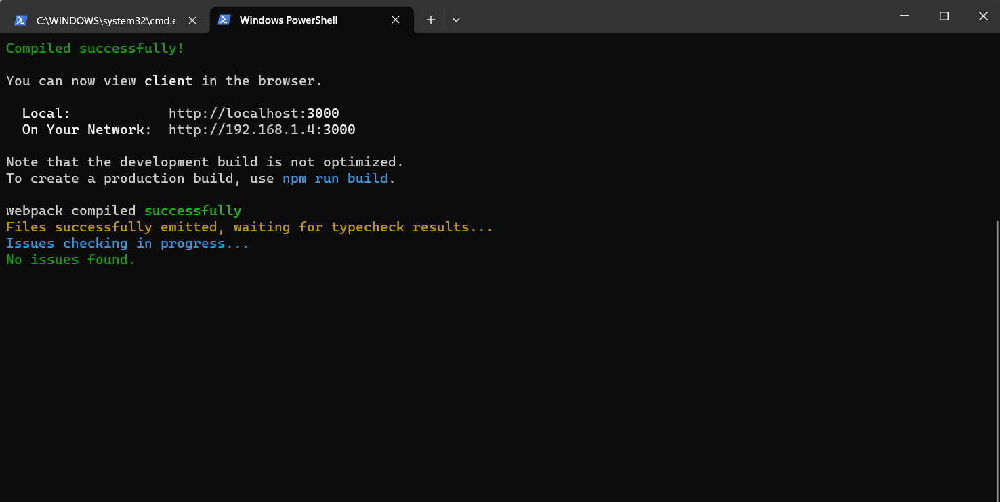 C:\WINDOWS\system32\cmd.e
Windows PowerShell
Compiled successfully!
You can now view client in the browser.
Local: http://localhost:3000
On Your Network: http://192.168.1.4:3000
Note that the development build is not optimized.
To create a production build, use npm run build.
webpack compiled successfully
Files successfully emitted, waiting for typecheck results...
Issues checking in progress...
No issues found.